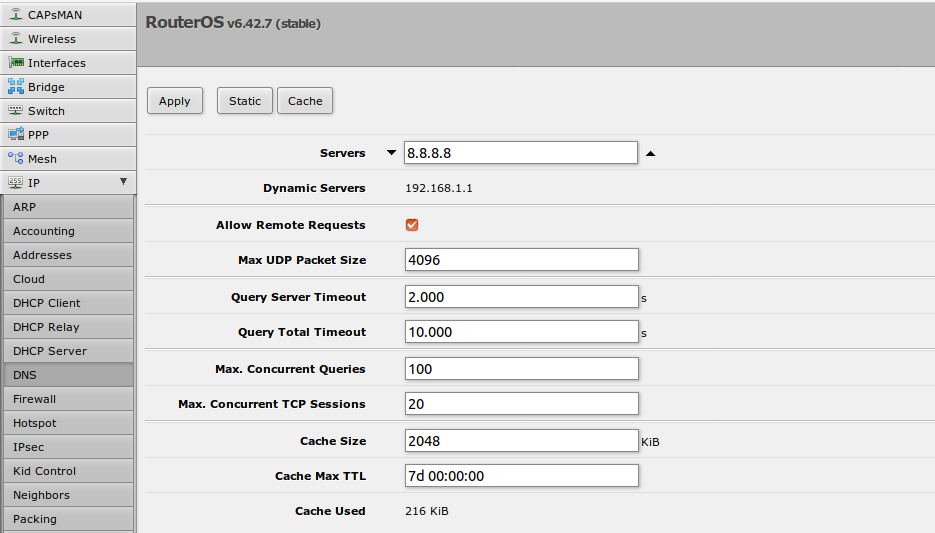 CAPsMAN
Wireless
Interfaces
Bridge
Switch
PPP
Mesh
255 IP
ARP
Accounting
Addresses
Cloud
DHCP Client
DHCP Relay
DHCP Server
DNS
Firewall
Hotspot
IPsec
Kid Control
Neighbors
Packing
RouterOS v6.42.7 (stable)
Apply Static Cache
Servers 8.8.8.8
Dynamic Servers 192.168.1.1
Allow Remote Requests
Max UDP Packet Size 4096
Query Server Timeout 2.000 s
Query Total Timeout 10.000 s
Max. Concurrent Queries 100
Max. Concurrent TCP Sessions 20
Cache Size 2048 KiB
Cache Max TTL 7d 00:00:00
Cache Used 216 KiB